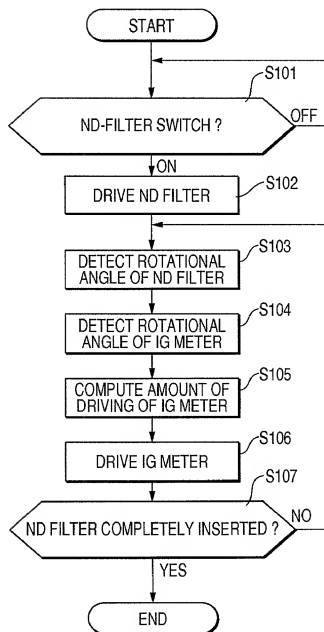 START
S101
ND-FILTER SWITCH ?
OFF
ON
S102
DRIVE ND FILTER
S103
DETECT ROTATIONAL
ANGLE OF ND FILTER
S104
DETECT ROTATIONAL
ANGLE OF IG METER
S105
COMPUTE AMOUNT OF
DRIVING OF IG METER
S106
DRIVE IG METER
S107
ND FILTER COMPLETELY INSERTED ?
NO
YES
END